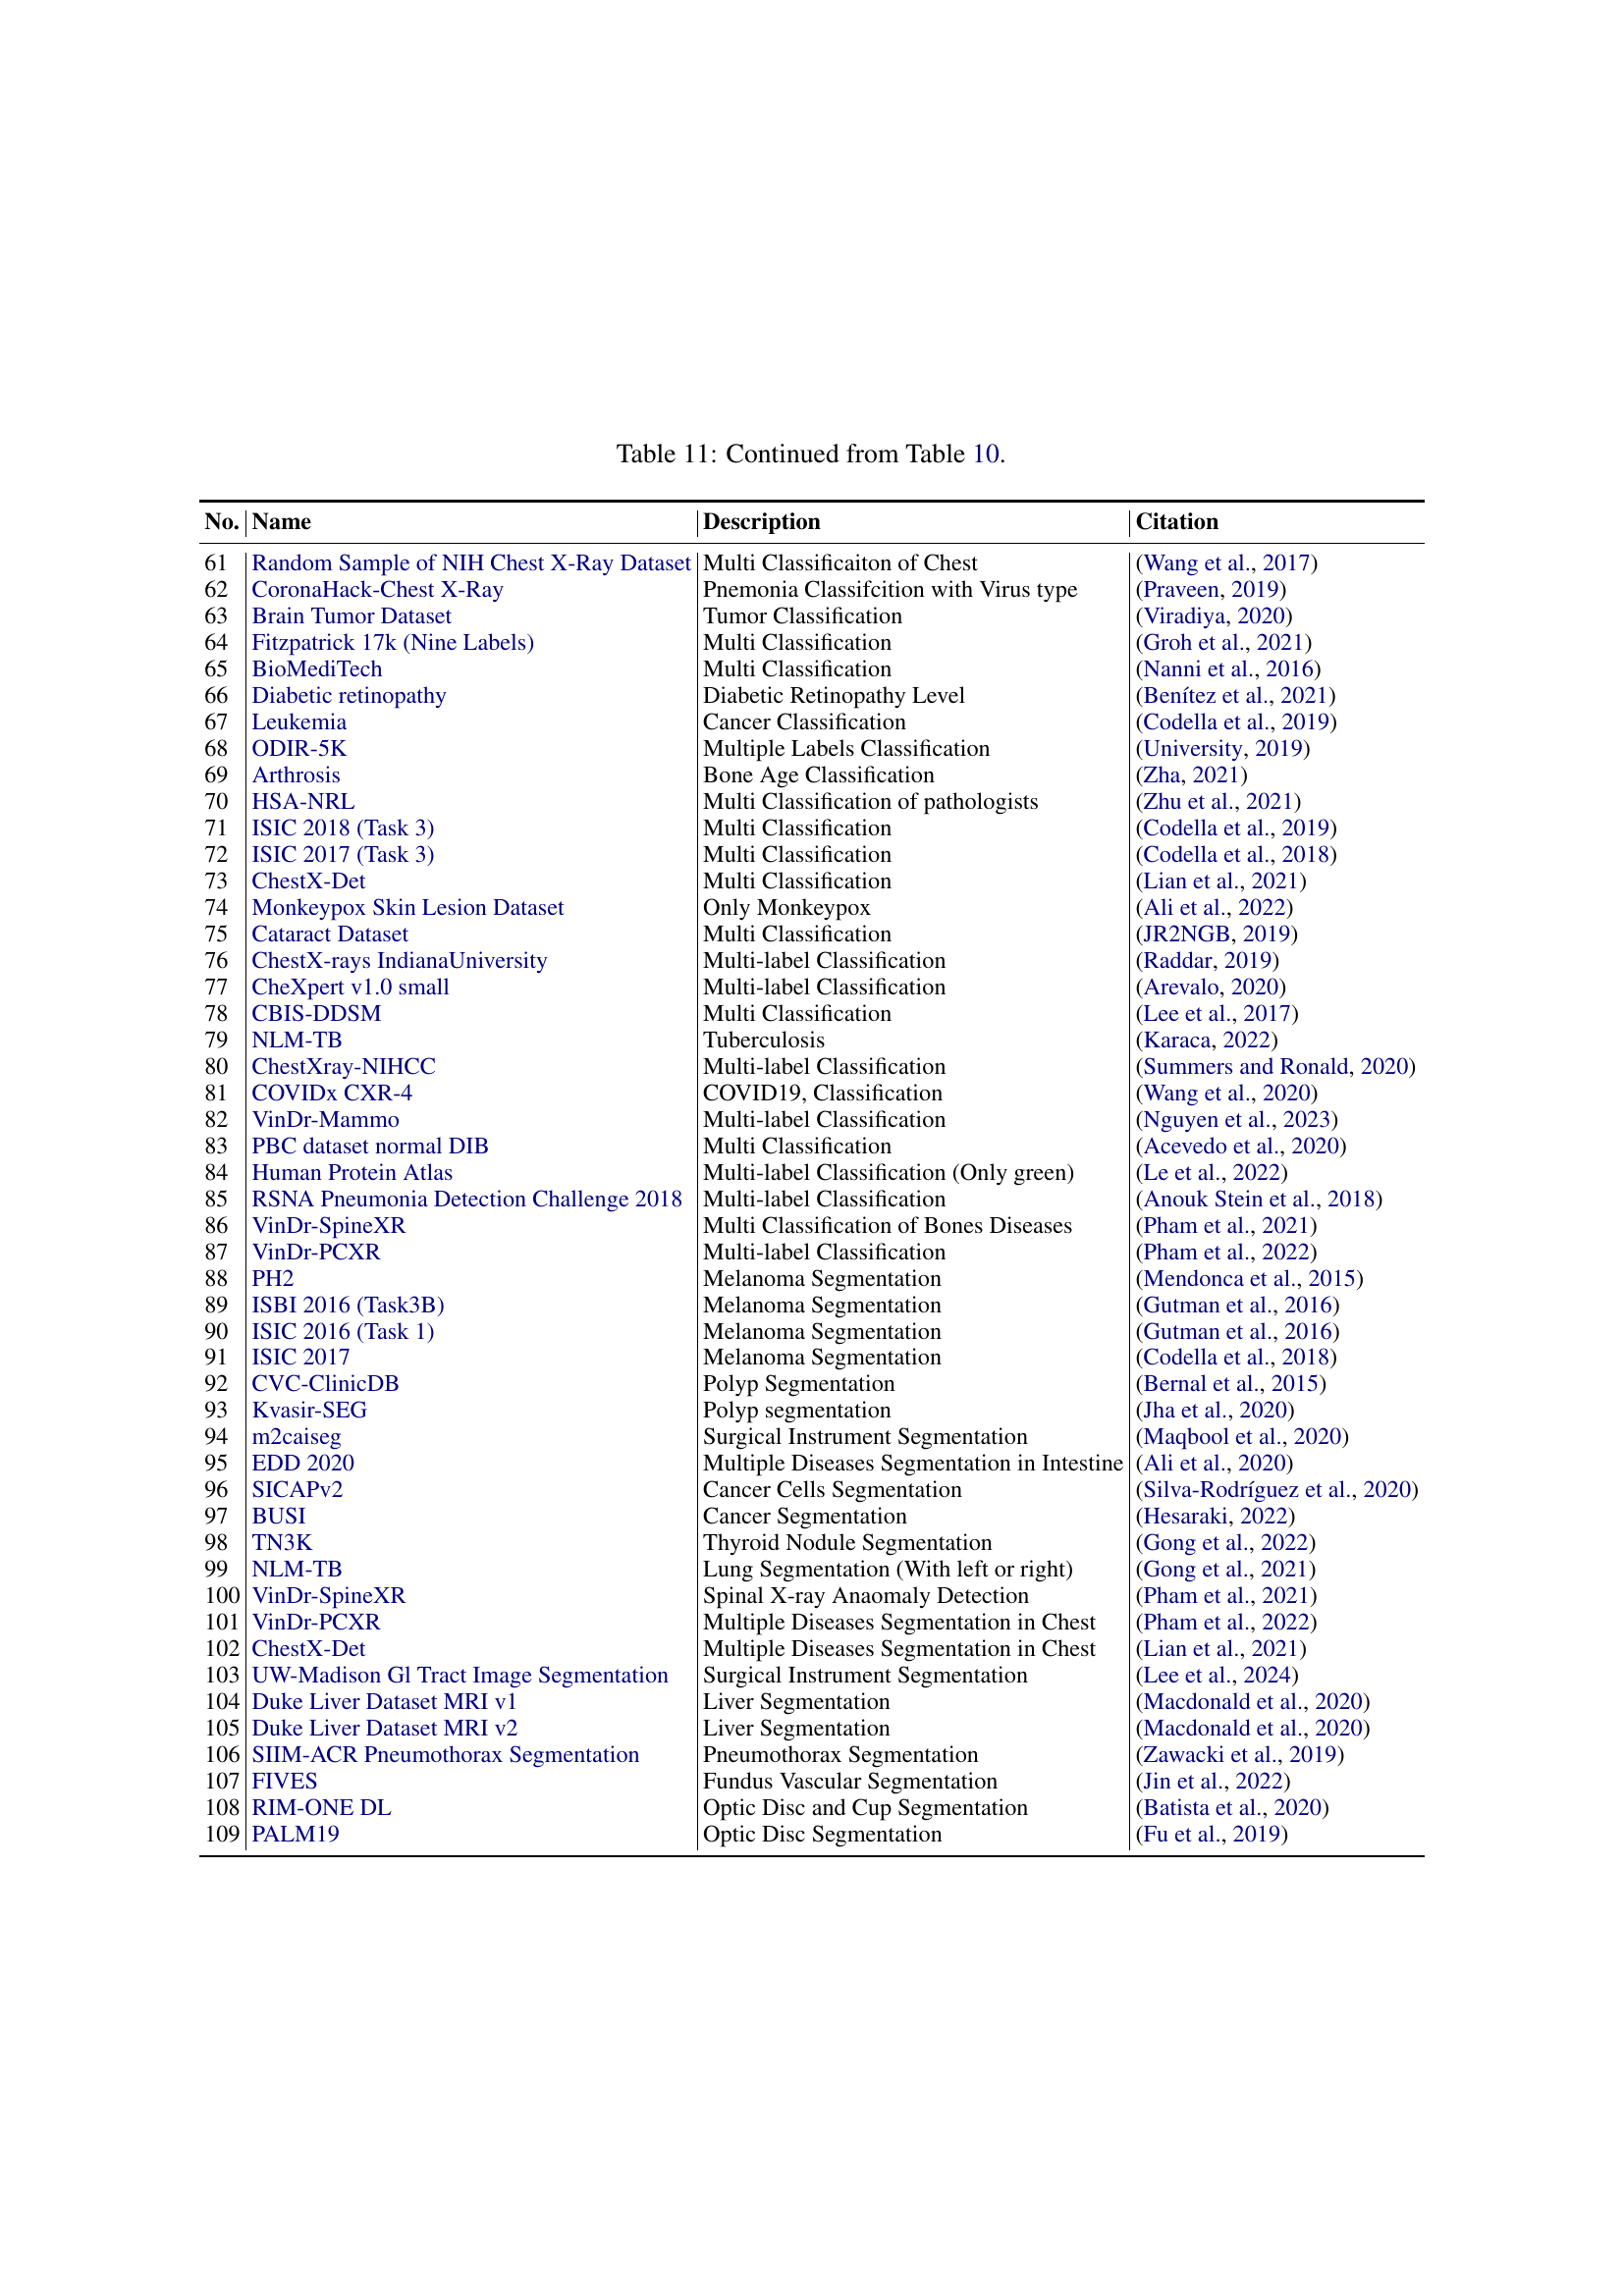 Table 11: Continued from Table 10.
No. Name Description Citation
61 Random Sample of NIH Chest X-Ray Dataset Multi Classificaiton of Chest (Wang et al., 2017)
62 CoronaHack-Chest X-Ray Pnemonia Classifcition with Virus type (Praveen, 2019)
63 Brain Tumor Dataset Tumor Classification (Viradiya, 2020)
64 Fitzpatrick 17k (Nine Labels) Multi Classification (Groh et al., 2021)
65 BioMediTech Multi Classification (Nanni et al., 2016)
66 Diabetic retinopathy Diabetic Retinopathy Level (Benítez et al., 2021)
67 Leukemia Cancer Classification (Codella et al., 2019)
68 ODIR-5K Multiple Labels Classification (University, 2019)
69 Arthrosis Bone Age Classification (Zha, 2021)
70 HSA-NRL Multi Classification of pathologists (Zhu et al., 2021)
71 ISIC 2018 (Task 3) Multi Classification (Codella et al., 2019)
72 ISIC 2017 (Task 3) Multi Classification (Codella et al., 2018)
73 ChestX-Det Multi Classification (Lian et al., 2021)
74 Monkeypox Skin Lesion Dataset Only Monkeypox (Ali et al., 2022)
75 Cataract Dataset Multi Classification (JR2NGB, 2019)
76 ChestX-rays IndianaUniversity Multi-label Classification (Raddar, 2019)
77 CheXpert v1.0 small Multi-label Classification (Arevalo, 2020)
78 CBIS-DDSM Multi Classification (Lee et al., 2017)
79 NLM-TB Tuberculosis (Karaca, 2022)
80 ChestXray-NIHCC Multi-label Classification (Summers and Ronald, 2020)
81 COVIDx CXR-4 COVID19, Classification (Wang et al., 2020)
82 VinDr-Mammo Multi-label Classification (Nguyen et al., 2023)
83 PBC dataset normal DIB Multi Classification (Acevedo et al., 2020)
84 Human Protein Atlas Multi-label Classification (Only green) (Le et al., 2022)
85 RSNA Pneumonia Detection Challenge 2018 Multi-label Classification (Anouk Stein et al., 2018)
86 VinDr-SpineXR Multi Classification of Bones Diseases (Pham et al., 2021)
87 VinDr-PCXR Multi-label Classification (Pham et al., 2022)
88 PH2 Melanoma Segmentation (Mendonca et al., 2015)
89 ISBI 2016 (Task3B) Melanoma Segmentation (Gutman et al., 2016)
90 ISIC 2016 (Task 1) Melanoma Segmentation (Gutman et al., 2016)
91 ISIC 2017 Melanoma Segmentation (Codella et al., 2018)
92 CVC-ClinicDB Polyp Segmentation (Bernal et al., 2015)
93 Kvasir-SEG Polyp segmentation (Jha et al., 2020)
94 m2caiseg Surgical Instrument Segmentation (Maqbool et al., 2020)
95 EDD 2020 Multiple Diseases Segmentation in Intestine (Ali et al., 2020)
96 SICAPv2 Cancer Cells Segmentation (Silva-Rodríguez et al., 2020)
97 BUSI Cancer Segmentation (Hesaraki, 2022)
98 TN3K Thyroid Nodule Segmentation (Gong et al., 2022)
99 NLM-TB Lung Segmentation (With left or right) (Gong et al., 2021)
100 VinDr-SpineXR Spinal X-ray Anaomaly Detection (Pham et al., 2021)
101 VinDr-PCXR Multiple Diseases Segmentation in Chest (Pham et al., 2022)
102 ChestX-Det Multiple Diseases Segmentation in Chest (Lian et al., 2021)
103 UW-Madison Gl Tract Image Segmentation Surgical Instrument Segmentation (Lee et al., 2024)
104 Duke Liver Dataset MRI v1 Liver Segmentation (Macdonald et al., 2020)
105 Duke Liver Dataset MRI v2 Liver Segmentation (Macdonald et al., 2020)
106 SIIM-ACR Pneumothorax Segmentation Pneumothorax Segmentation (Zawacki et al., 2019)
107 FIVES Fundus Vascular Segmentation (Jin et al., 2022)
108 RIM-ONE DL Optic Disc and Cup Segmentation (Batista et al., 2020)
109 PALM19 Optic Disc Segmentation (Fu et al., 2019)